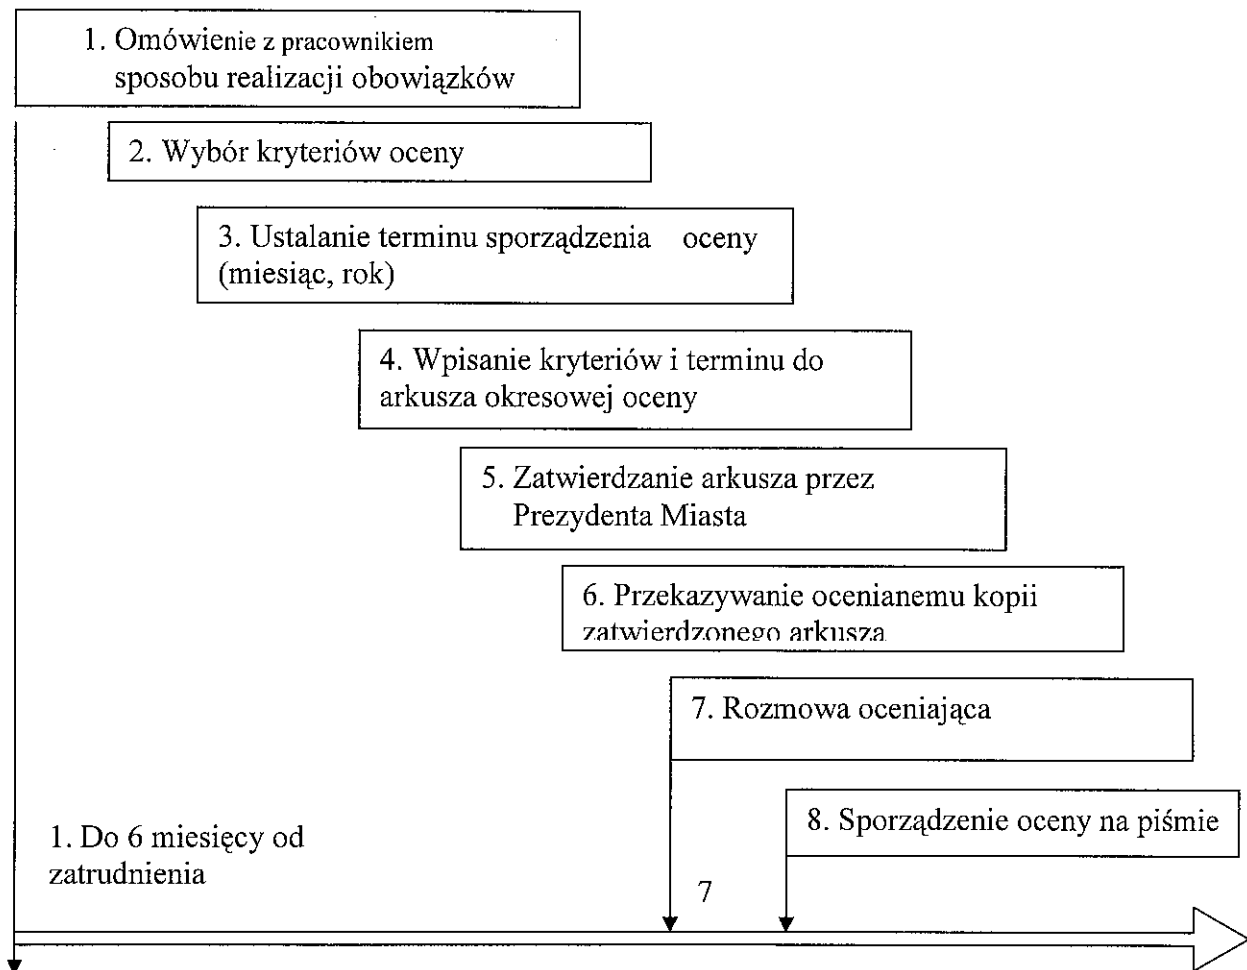 1. Omówienie z pracownikiem
sposobu realizacji obowiązków
2. Wybór kryteriów oceny
3. Ustalanie terminu sporządzenia oceny
(miesiąc, rok)
4. Wpisanie kryteriów i terminu do
arkusza okresowej oceny
5. Zatwierdzanie arkusza przez
Prezydenta Miasta
6. Przekazywanie ocenianemu kopii
zatwierdzonego arkusza
7. Rozmowa oceniająca
8. Sporządzenie oceny na piśmie
1. Do 6 miesięcy od
zatrudnienia
7